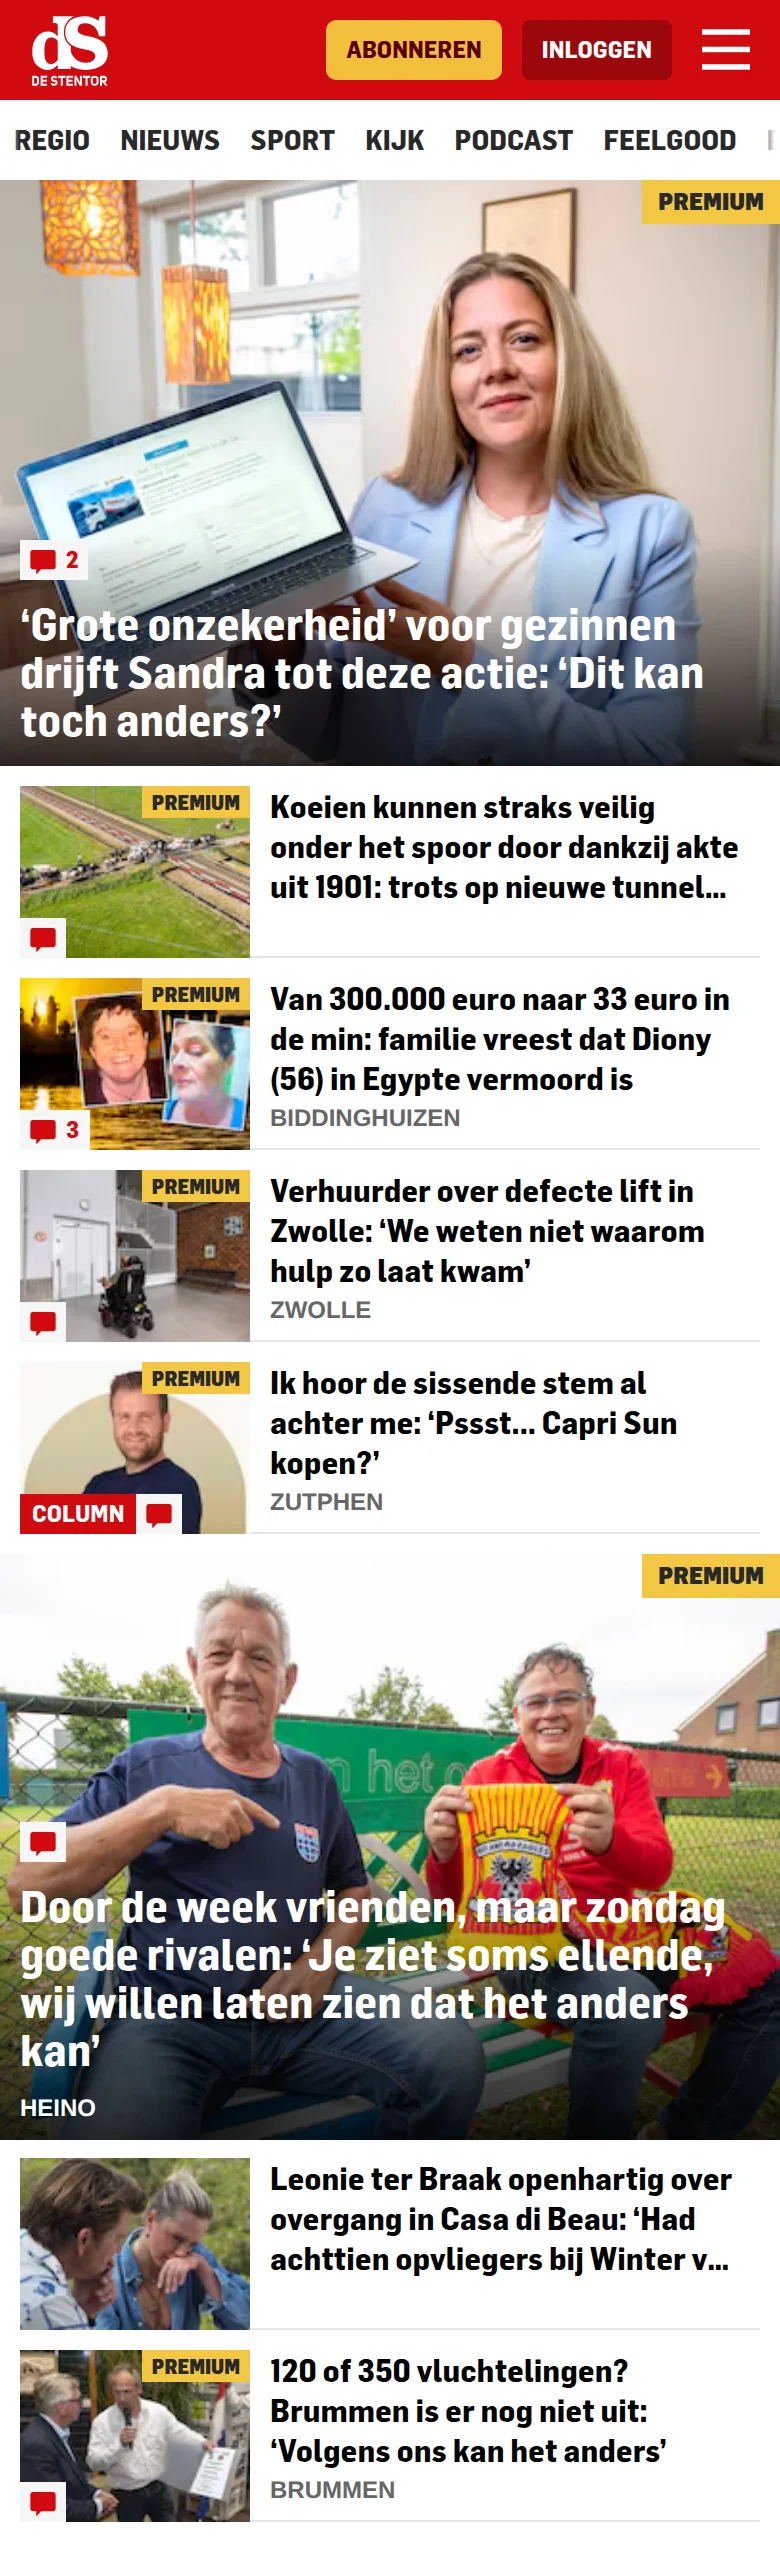 dS
DE STENTOR
ABONNEREN
INLOGGEN
REGIO NIEUWS SPORT KIJK PODCAST FEELGOOD
PREMIUM
2
‘Grote onzekerheid’ voor gezinnen
drijft Sandra tot deze actie: ‘Dit kan
toch anders?’
PREMIUM
Koeien kunnen straks veilig
onder het spoor door dankzij akte
uit 1901: trots op nieuwe tunnel...
PREMIUM
3
Van 300.000 euro naar 33 euro in
de min: familie vreest dat Diony
(56) in Egypte vermoord is
BIDDINGHUIZEN
PREMIUM
Verhuurder over defecte lift in
Zwolle: ‘We weten niet waarom
hulp zo laat kwam’
ZWOLLE
PREMIUM
COLUMN
Ik hoor de sissende stem al
achter me: ‘Pssst... Capri Sun
kopen?’
ZUTPHEN
PREMIUM
n het o
Door de week vrienden, maar zondag
goede rivalen: ‘Je ziet soms ellende,
wij willen laten zien dat het anders
kan’
HEINO
Leonie ter Braak openhartig over
overgang in Casa di Beau: ‘Had
achttien opvliegers bij Winter v...
PREMIUM
120 of 350 vluchtelingen?
Brummen is er nog niet uit:
‘Volgens ons kan het anders’
BRUMMEN